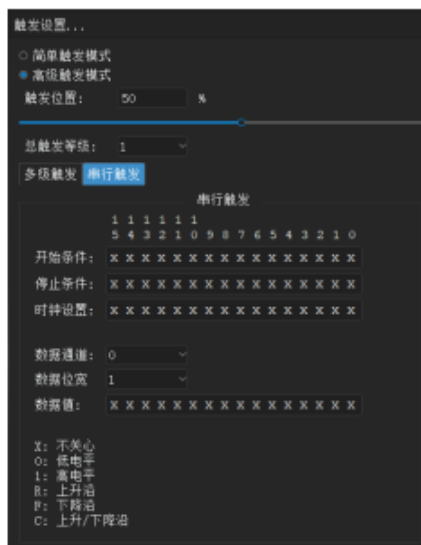 触发设置...
简单触发模式
高级触发模式
触发位置: 50 %
总触发等级: 1
多级触发 串行触发
串行触发
1 1 1 1 1 1
5 4 3 2 1 0 9 8 7 6 5 4 3 2 1 0
开始条件: X X X X X X X X X X X X X X X X
停止条件: X X X X X X X X X X X X X X X X
时钟设置: X X X X X X X X X X X X X X X X
数据通道: 0
数据位宽 1
数据值: X X X X X X X X X X X X X X X X
X: 不关心
0: 低电平
1: 高电平
R: 上升沿
F: 下降沿
C: 上升/下降沿